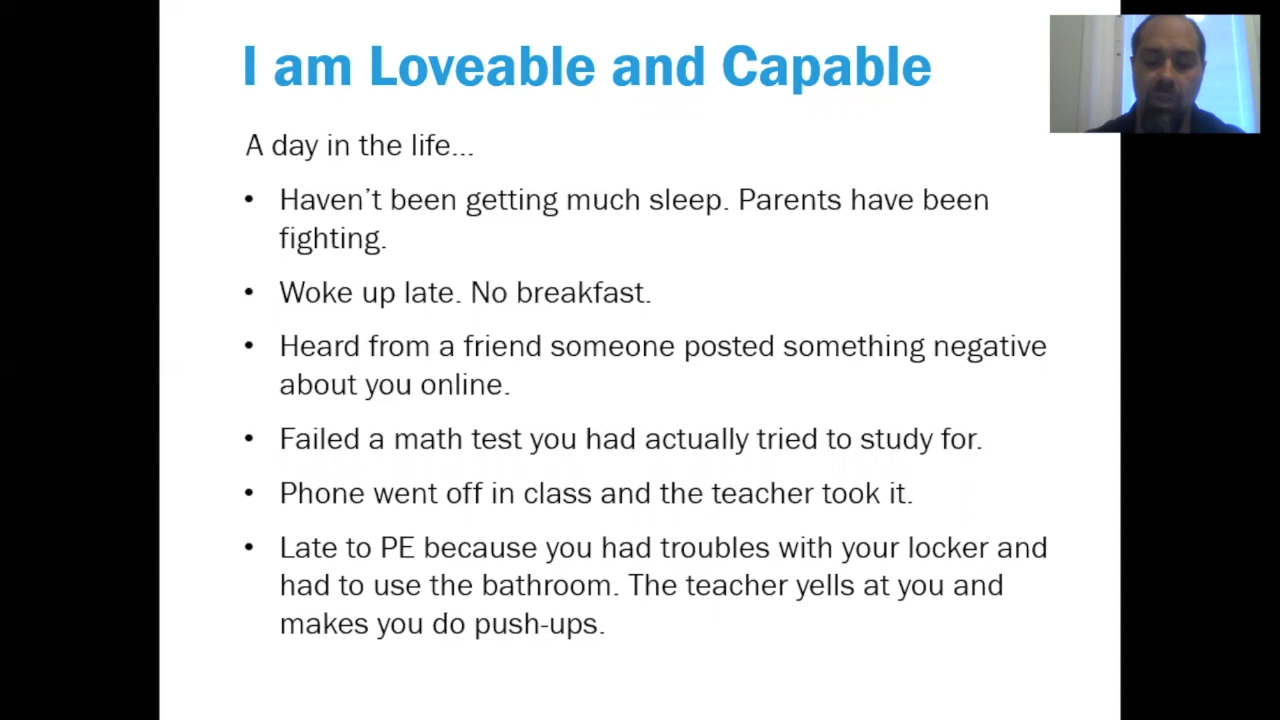 I am Loveable and Capable
A day in the life...
• Haven't been getting much sleep. Parents have been
fighting.
• Woke up late. No breakfast.
• Heard from a friend someone posted something negative
about you online.
• Failed a math test you had actually tried to study for.
• Phone went off in class and the teacher took it.
• Late to PE because you had troubles with your locker and
had to use the bathroom. The teacher yells at you and
makes you do push-ups.